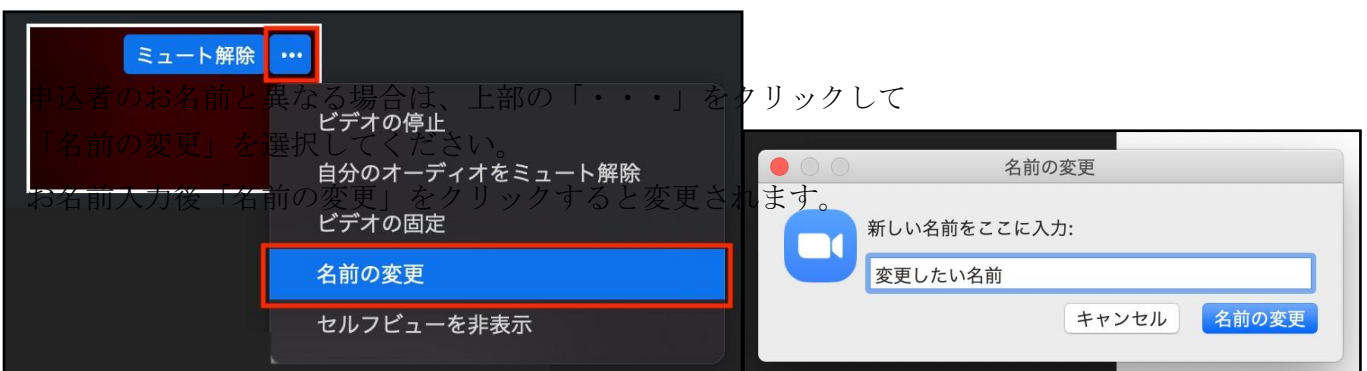 ミュート解除 •••
申込者のお名前と異なる場合は、上部の「・・・」をクリックして
「名前の変更」を選択してください。
お名前入力後「名前の変更」をクリックすると変更されます。
ビデオの停止
自分のオーディオをミュート解除
ビデオの固定
名前の変更
セルフビューを非表示
名前の変更
新しい名前をここに入力:
変更したい名前
キャンセル 名前の変更